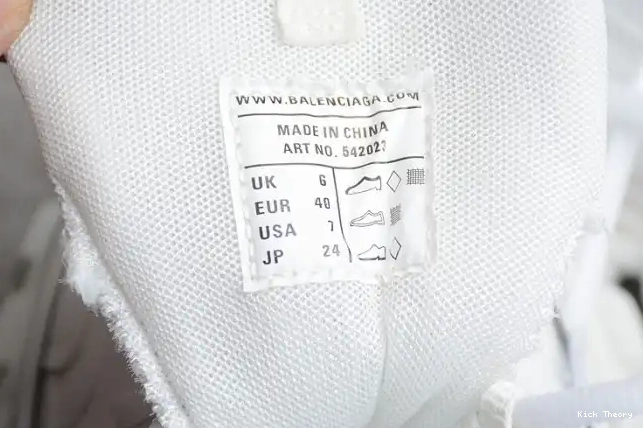 WWW.BALENCIAGA.COM
MADE IN CHINA
ART NO. 542023
UK 6
EUR 40
USA 7
JP 24
Kick Theory